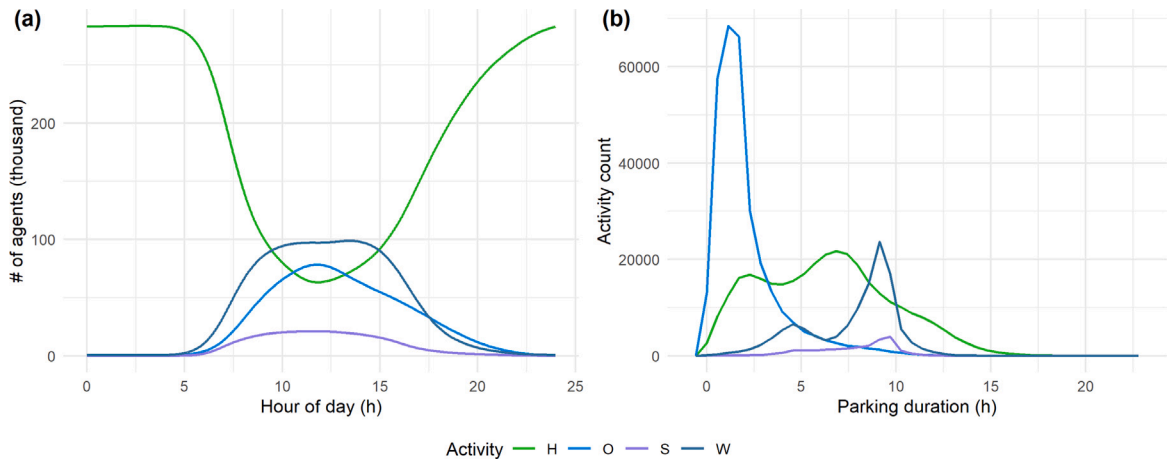 (a)
# of agents (thousand)
200
100
0
0 5 10 15 20 25
Hour of day (h)
(b)
Activity count
60000
40000
20000
0
0 5 10 15 20
Parking duration (h)
Activity H O S W